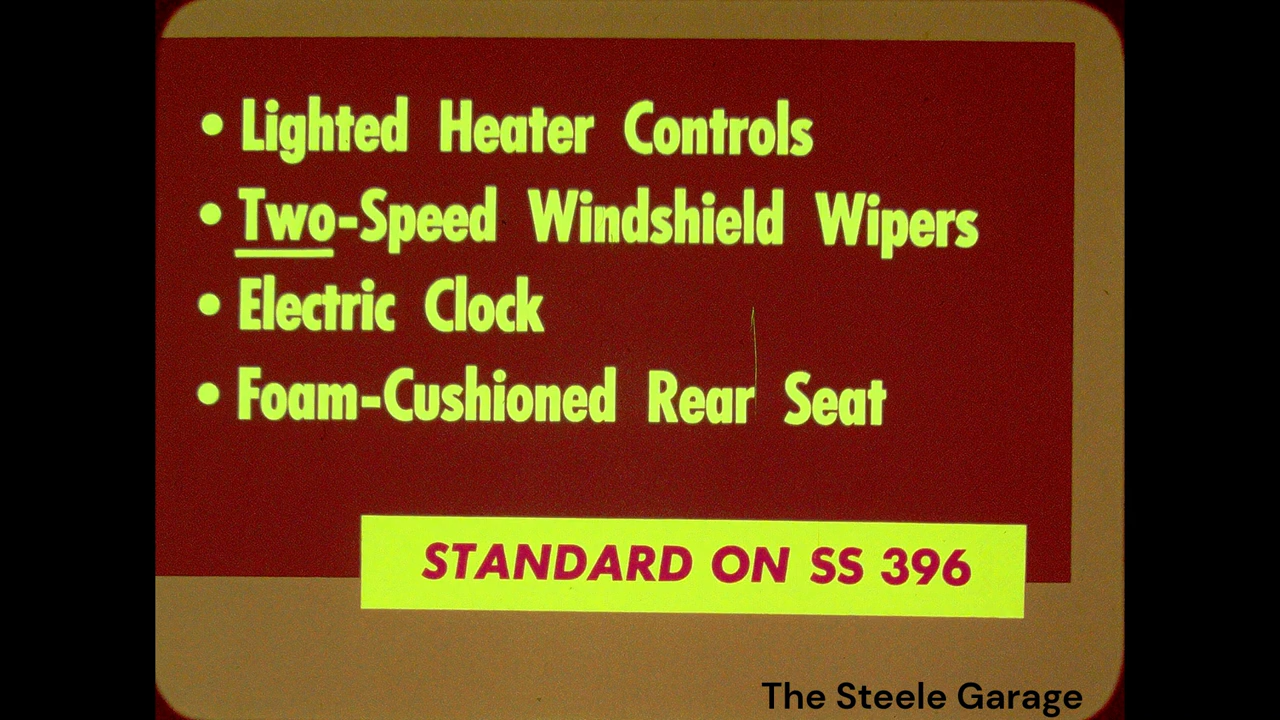 • Lighted Heater Controls
• Two-Speed Windshield Wipers
• Electric Clock
• Foam-Cushioned Rear Seat
STANDARD ON SS 396
The Steele Garage